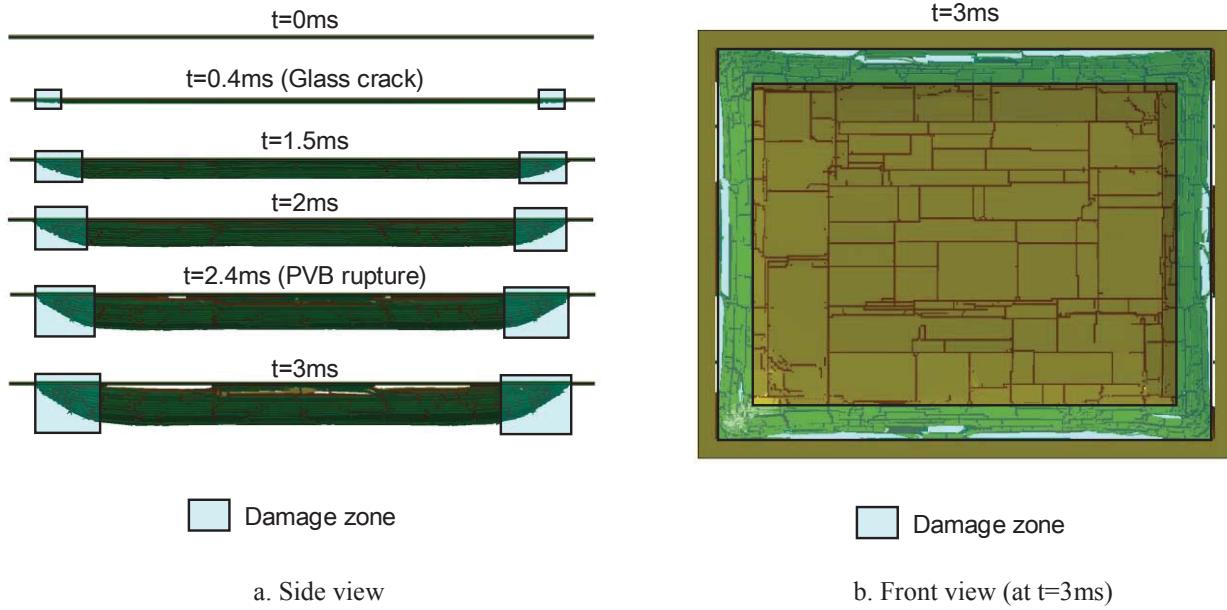 t=0ms
t=0.4ms (Glass crack)
t=1.5ms
t=2ms
t=2.4ms (PVB rupture)
t=3ms
Damage zone
a. Side view
t=3ms
Damage zone
b. Front view (at t=3ms)